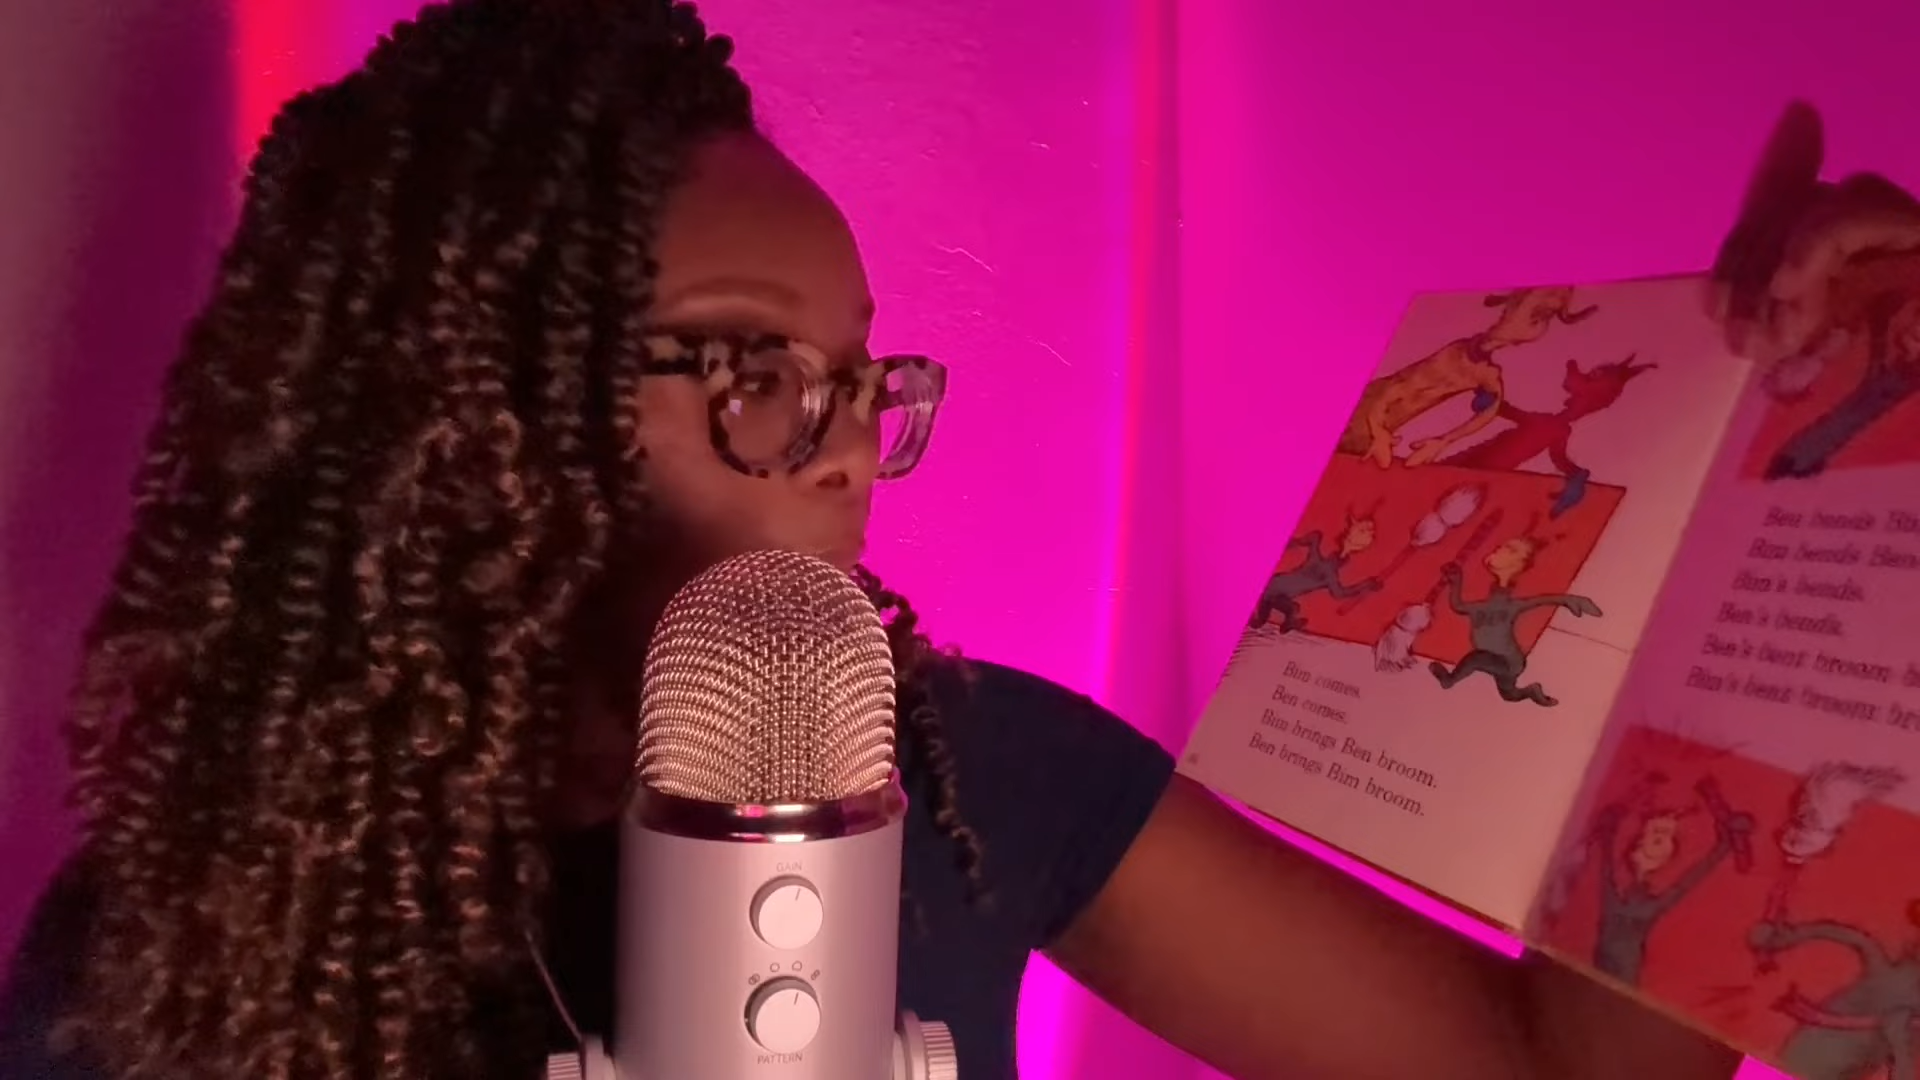 Bim comes.
Ben comes.
Bim brings Ben broom.
Ben brings Bim broom.
Ben bends
Bim bends Ben
Bim's bends.
Ben's bends.
Ben's bent broom
Bim's bent broom
GAIN
PATTERN